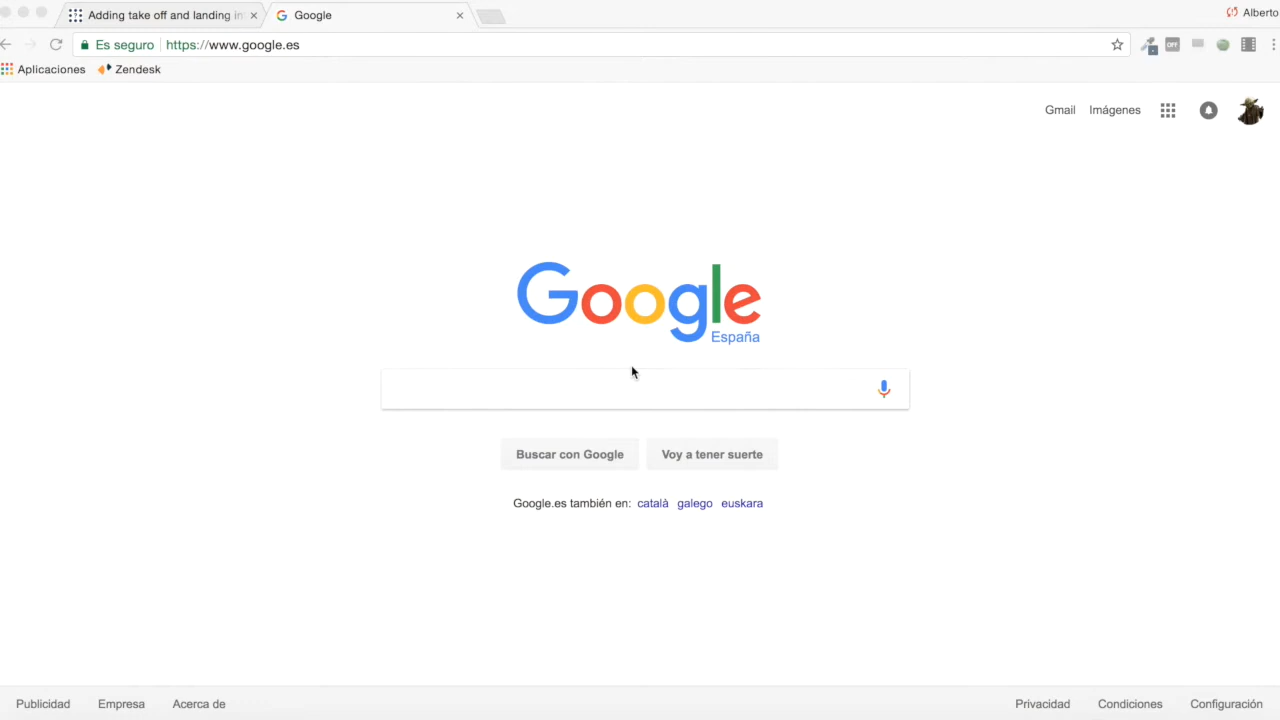 Adding take off and landing in
Google
Alberto
Es seguro https://www.google.es
OFF
Aplicaciones Zendesk
Gmail Imágenes
Google
España
Buscar con Google Voy a tener suerte
Google.es también en: català galego euskara
Publicidad Empresa Acerca de Privacidad Condiciones Configuración